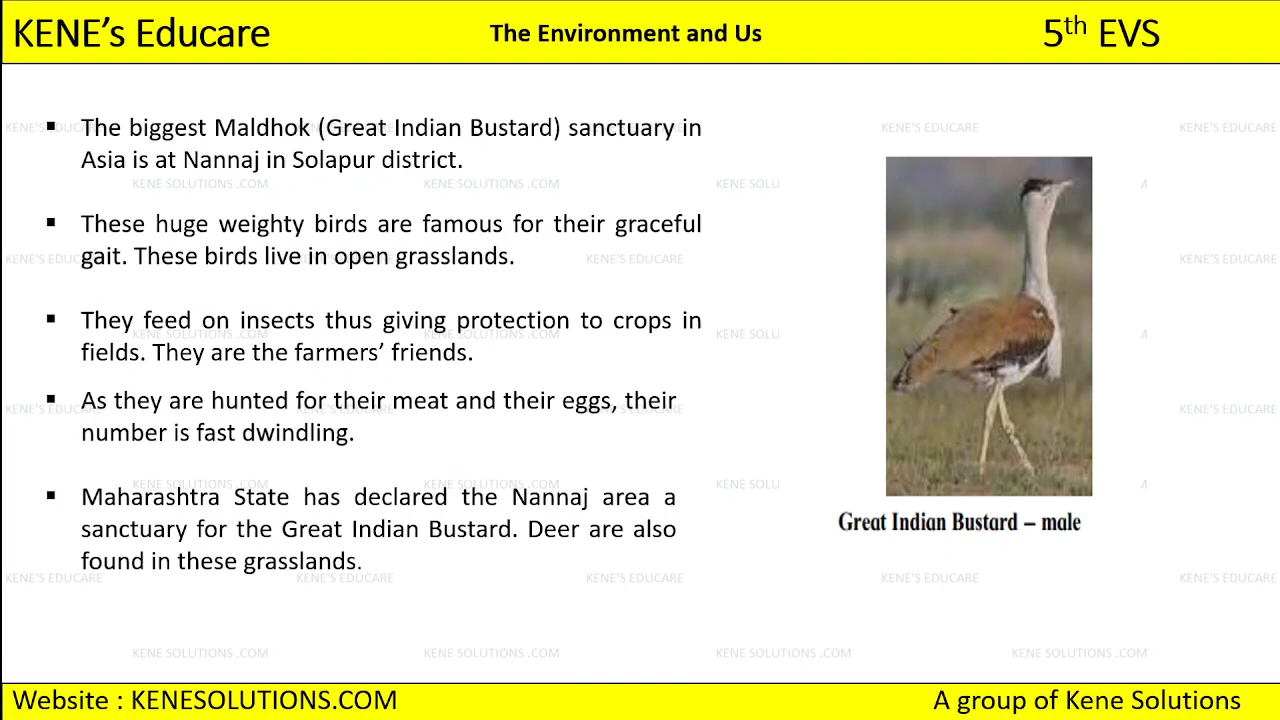 KENE's Educare
The Environment and Us
5th EVS
▪ The biggest Maldhok (Great Indian Bustard) sanctuary in
Asia is at Nannaj in Solapur district.
▪ These huge weighty birds are famous for their graceful
gait. These birds live in open grasslands.
▪ They feed on insects thus giving protection to crops in
fields. They are the farmers' friends.
▪ As they are hunted for their meat and their eggs, their
number is fast dwindling.
▪ Maharashtra State has declared the Nannaj area a
sanctuary for the Great Indian Bustard. Deer are also
found in these grasslands.
Great Indian Bustard – male
KENE'S EDUCARE
KENE SOLUTIONS .COM
Website : KENESOLUTIONS.COM
A group of Kene Solutions